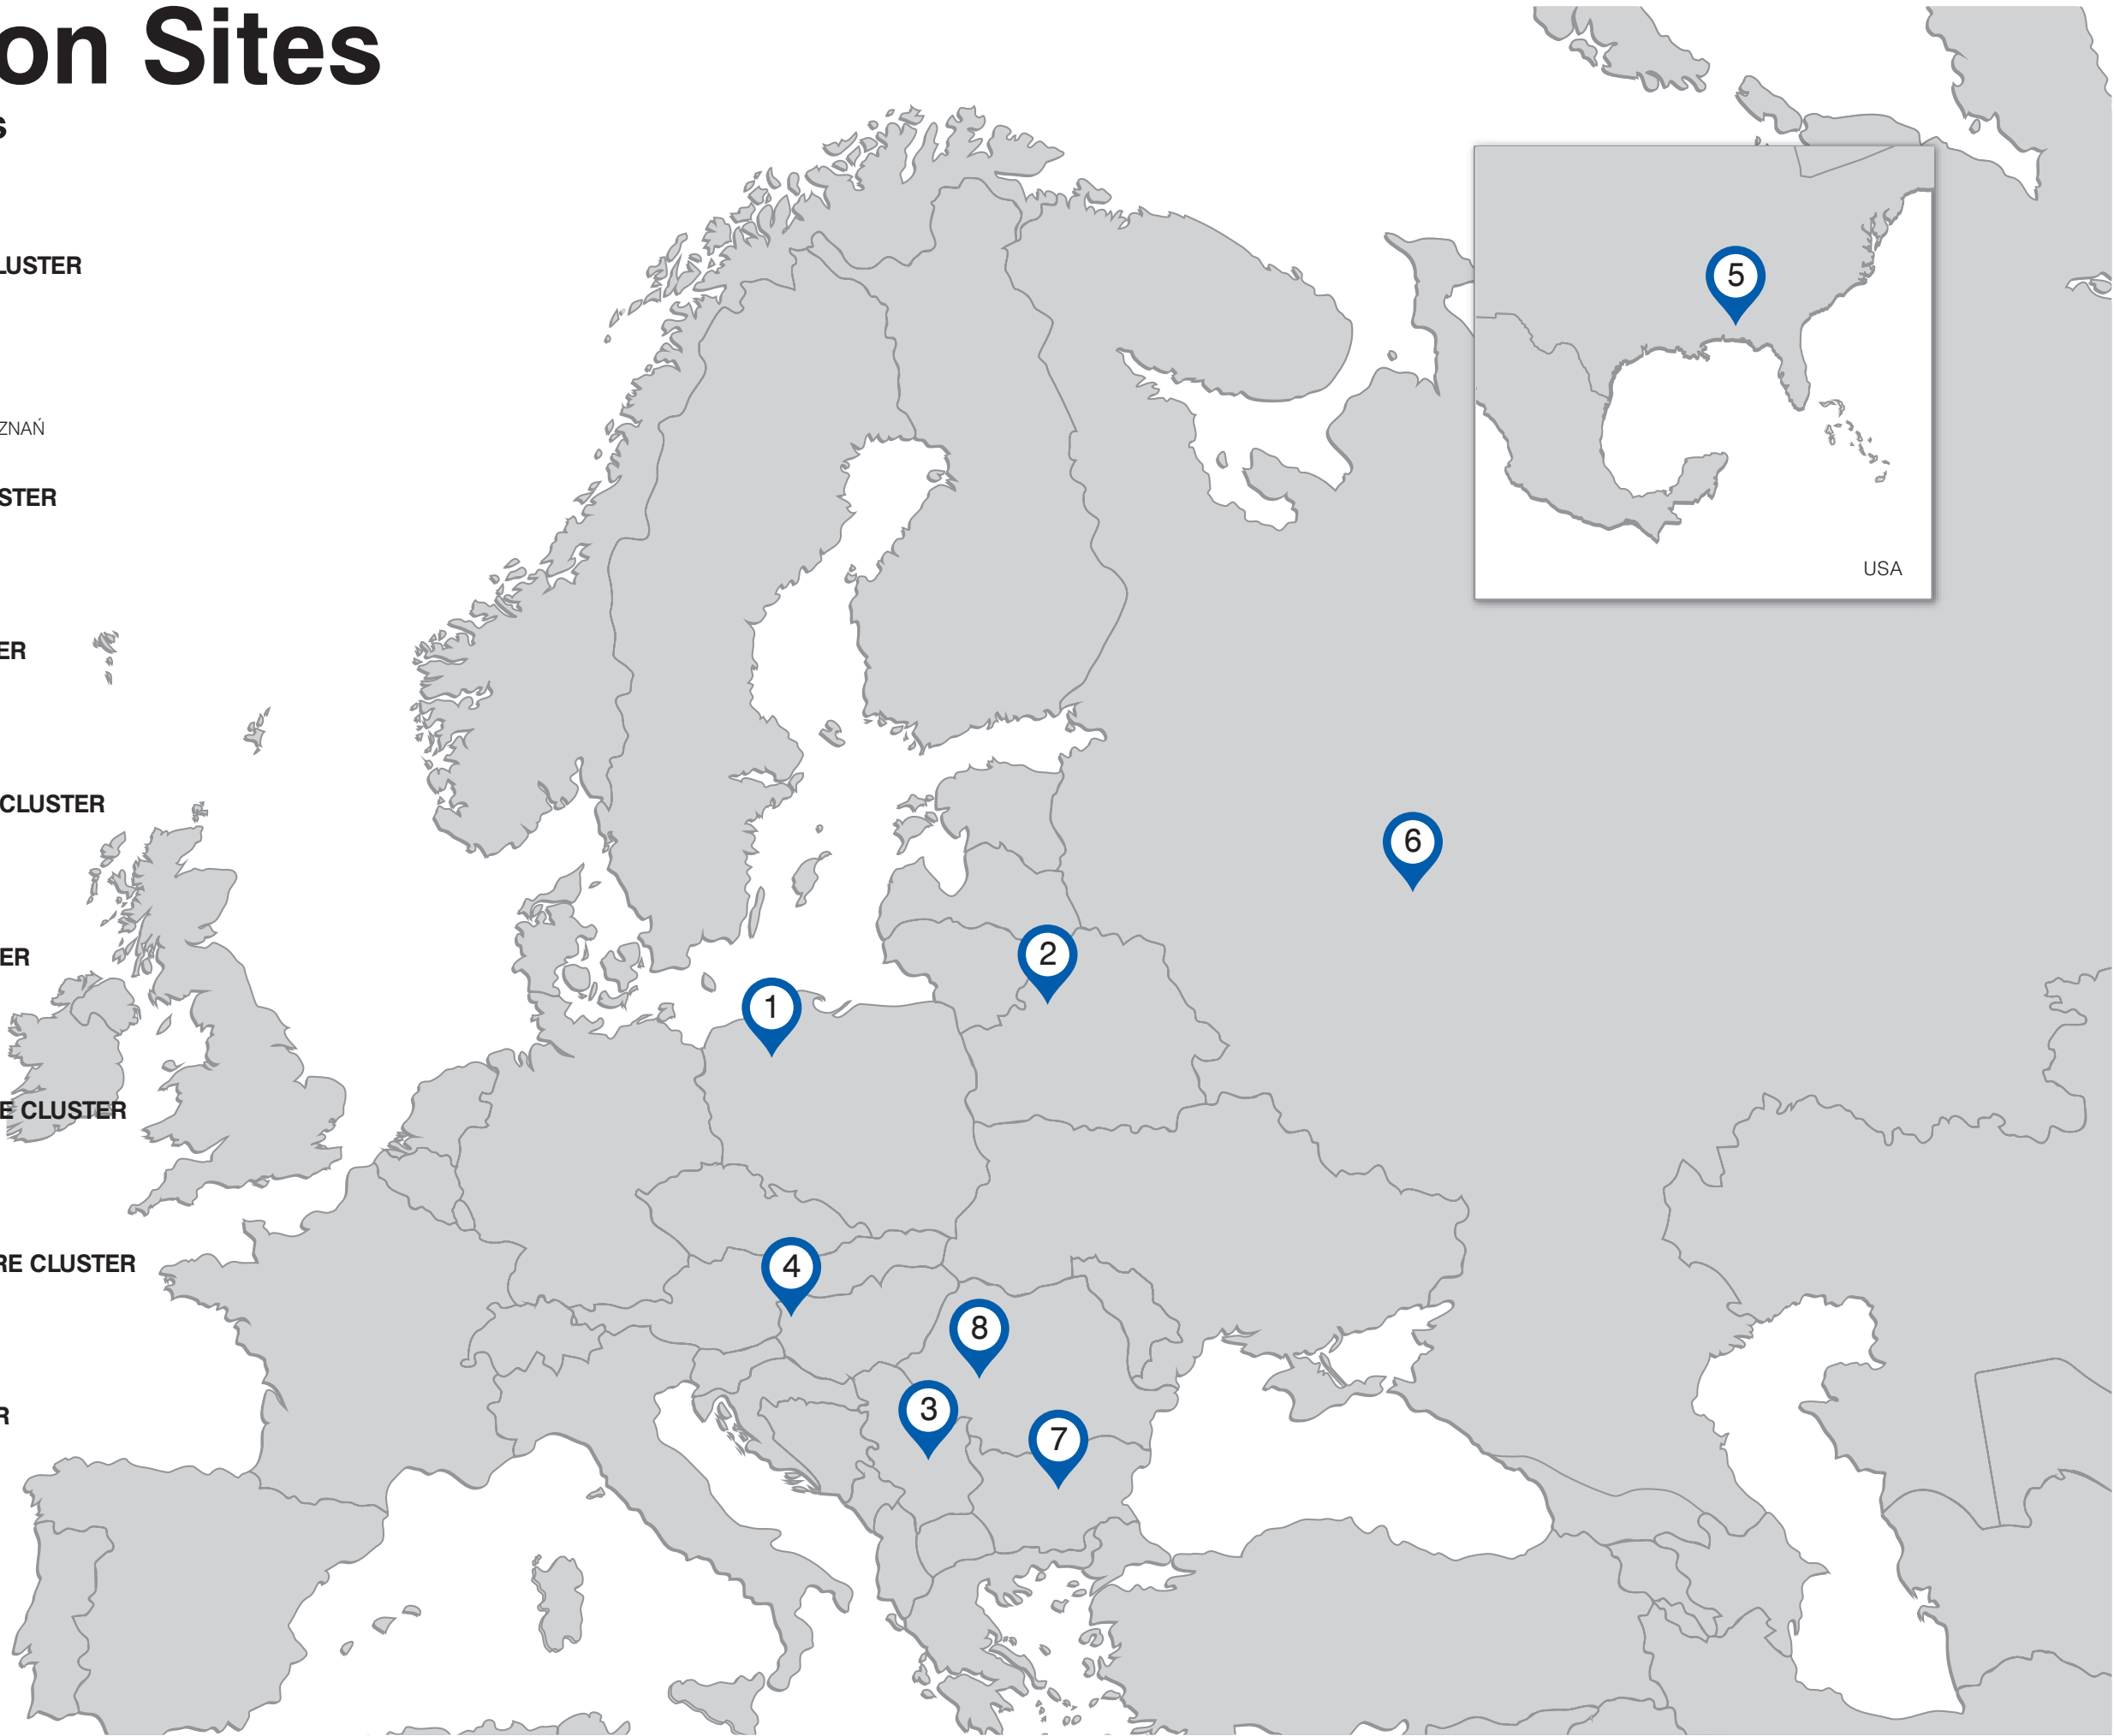 on Sites
s
LUSTER
ZNAŃ
STER
ER
CLUSTER
ER
E CLUSTER
RE CLUSTER
R
5
USA
6
2
1
4
8
3
7